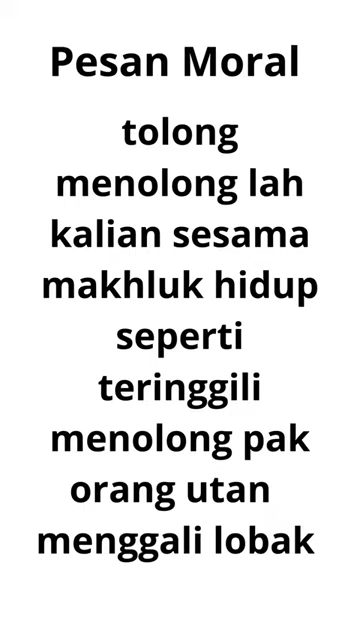 Pesan Moral
tolong
menolong lah
kalian sesama
makhluk hidup
seperti
teringgili
menolong pak
orang utan
menggali lobak